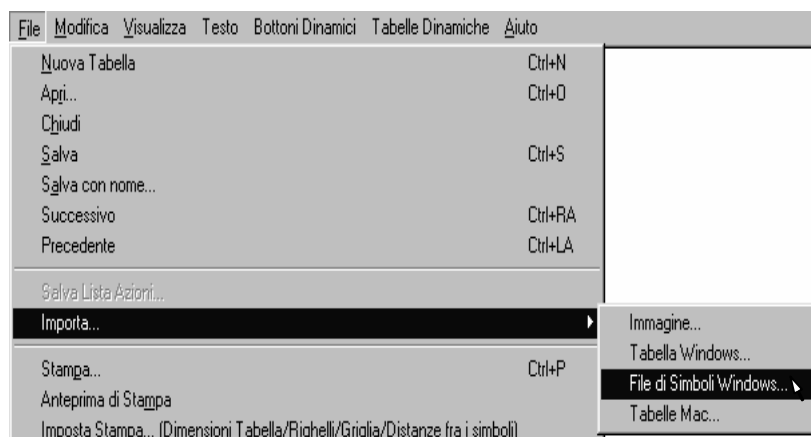 File Modifica Visualizza Testo Bottoni Dinamici Tabelle Dinamiche Aiuto
Nuova Tabella Ctrl+N
Apri... Ctrl+O
Chiudi
Salva Ctrl+S
Salva con nome...
Successivo Ctrl+RA
Precedente Ctrl+LA
Salva Lista Azioni...
Importa...
Immagine...
Tabella Windows...
File di Simboli Windows...
Tabelle Mac...
Stampa... Ctrl+P
Anteprima di Stampa
Imposta Stampa... (Dimensioni Tabella/Righelli/Griglia/Distanze fra i simboli)